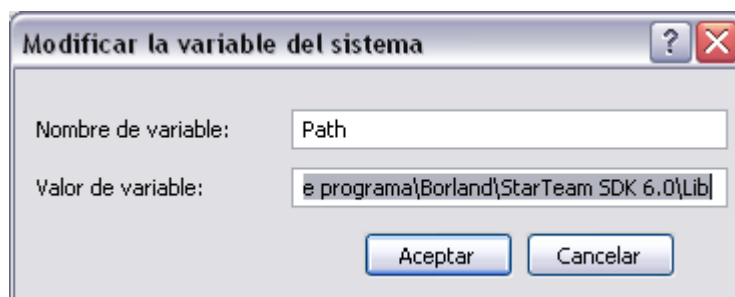 Modificar la variable del sistema
Nombre de variable: Path
Valor de variable: e programa\Borland\StarTeam SDK 6.0\Lib
Aceptar Cancelar